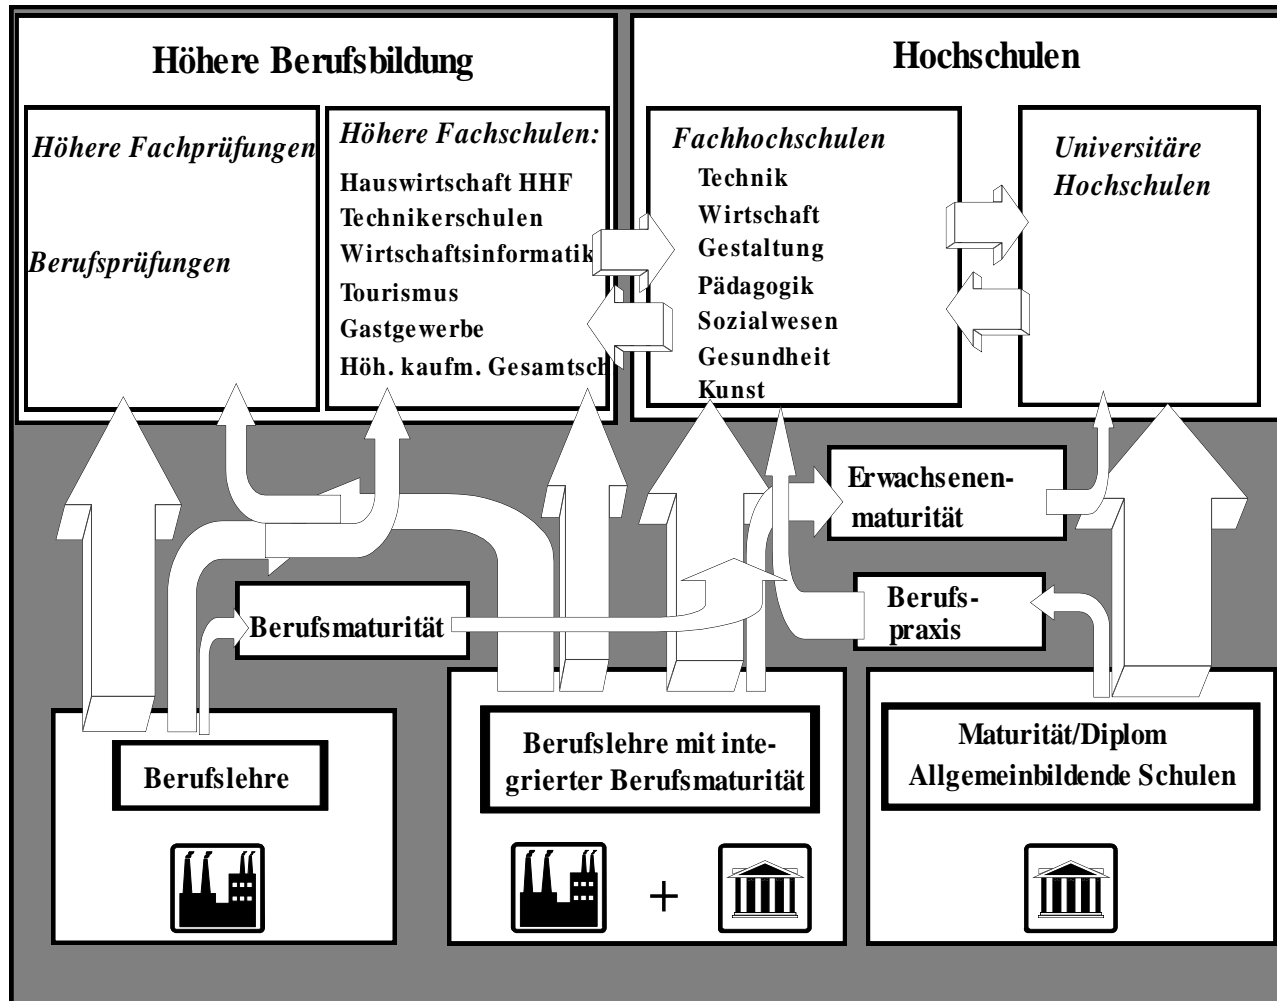 Höhere Berufsbildung
Höhere Fachprüfungen
Berufsprüfungen
Höhere Fachschulen:
Hauswirtschaft HHF
Technikerschulen
Wirtschaftsinformatik
Tourismus
Gastgewerbe
Höh. kaufm. Gesamtsch
Hochschulen
Fachhochschulen
Technik
Wirtschaft
Gestaltung
Pädagogik
Sozialwesen
Gesundheit
Kunst
Universitäre
Hochschulen
Erwachsenen-
maturität
Berufs-
praxis
Berufsmaturität
Berufslehre
Berufslehre mit inte-
grierter Berufsmaturität
+
Maturität/Diplom
Allgemeinbildende Schulen